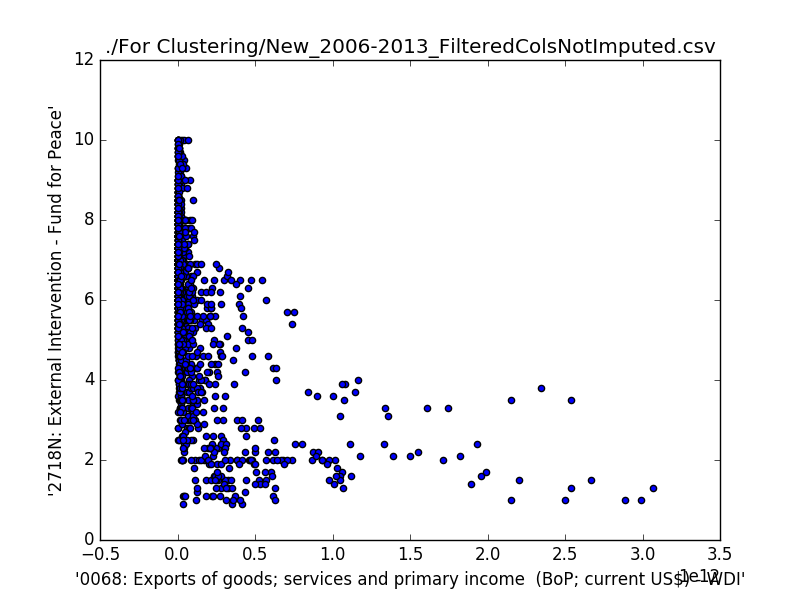 ./For Clustering/New_2006-2013_FilteredColsNotImputed.csv
12
10
8
6
4
2
0
'2718N: External Intervention - Fund for Peace'
−0.5 0.0 0.5 1.0 1.5 2.0 2.5 3.0 3.5
1e12
'0068: Exports of goods; services and primary income  (BoP; current US$) - WDI'